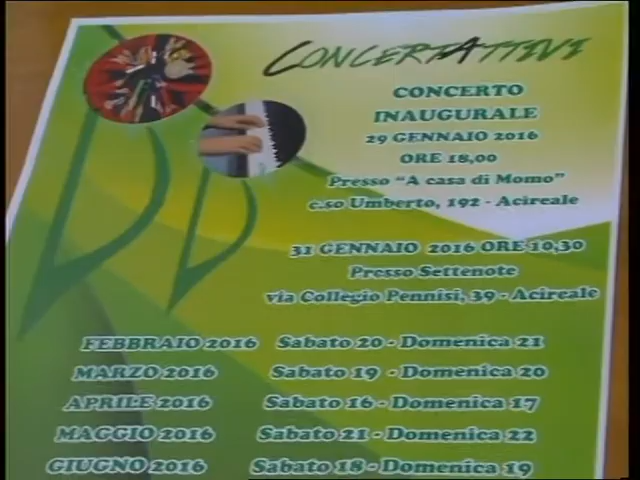 CONCERTATTIVI
CONCERTO
INAUGURALE
29 GENNAIO 2016
ORE 18,00
Presso "A casa di Momo"
c.so Umberto, 192 - Acireale
31 GENNAIO 2016 ORE 10,30
Presso Settenote
via Collegio Pennisi, 39 - Acireale
FEBBRAIO 2016 Sabato 20 - Domenica 21
MARZO 2016 Sabato 19 - Domenica 20
APRILE 2016 Sabato 16 - Domenica 17
MAGGIO 2016 Sabato 21 - Domenica 22
GIUGNO 2016 Sabato 18 - Domenica 19